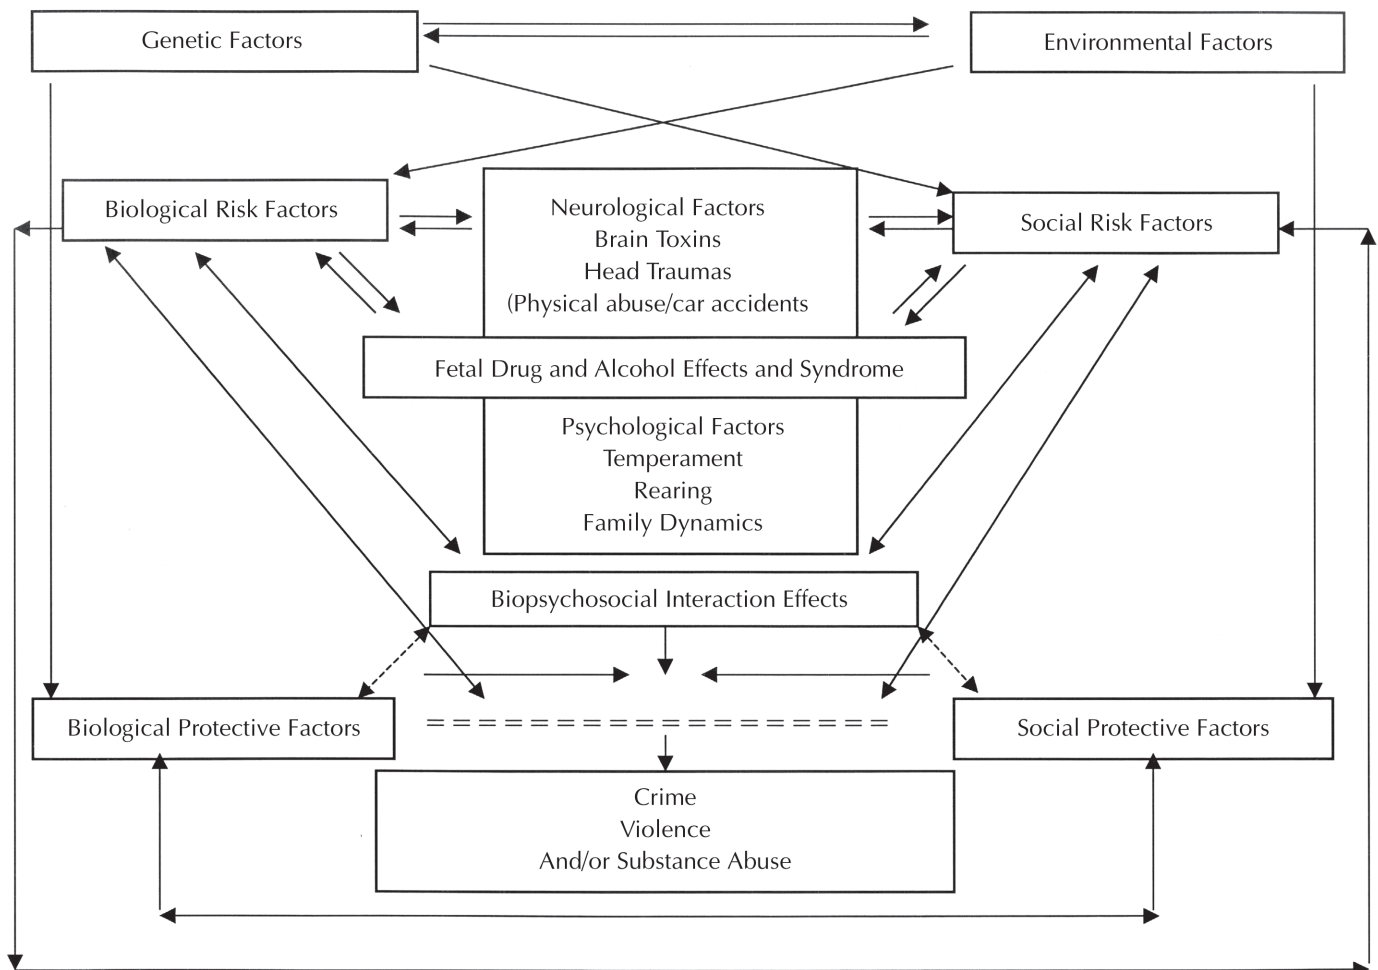 Genetic Factors
Environmental Factors
Biological Risk Factors
Neurological Factors
Brain Toxins
Head Traumas
(Physical abuse/car accidents
Social Risk Factors
Fetal Drug and Alcohol Effects and Syndrome
Psychological Factors
Temperament
Rearing
Family Dynamics
Biopsychosocial Interaction Effects
Biological Protective Factors
Social Protective Factors
Crime
Violence
And/or Substance Abuse